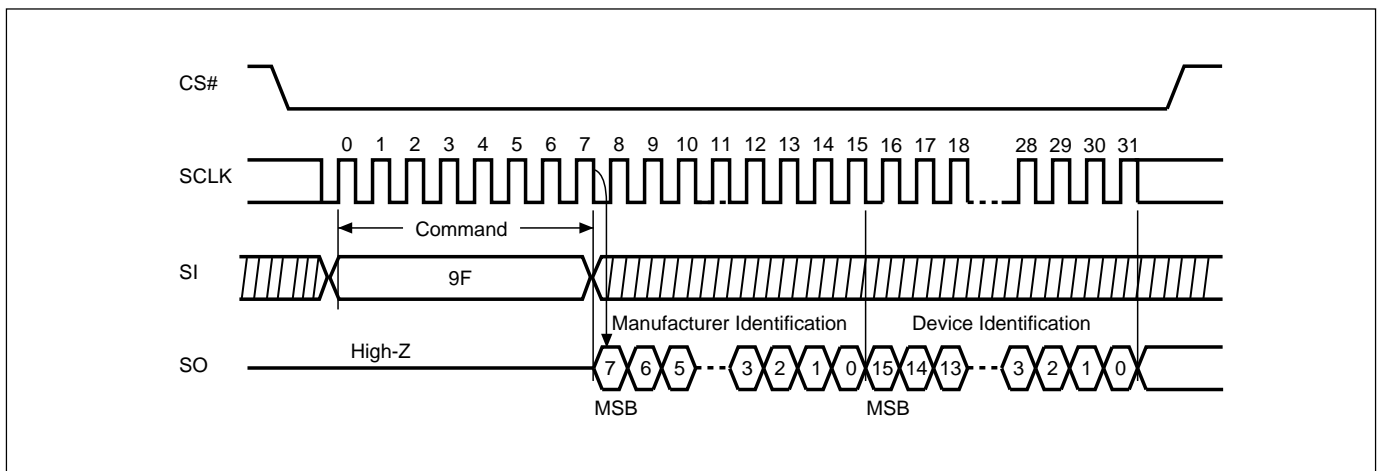 CS#
0 1 2 3 4 5 6 7 8 9 10 11 12 13 14 15 16 17 18 28 29 30 31
SCLK
Command
SI
9F
Manufacturer Identification Device Identification
High-Z
SO
7 6 5 3 2 1 0 15 14 13 3 2 1 0
MSB MSB